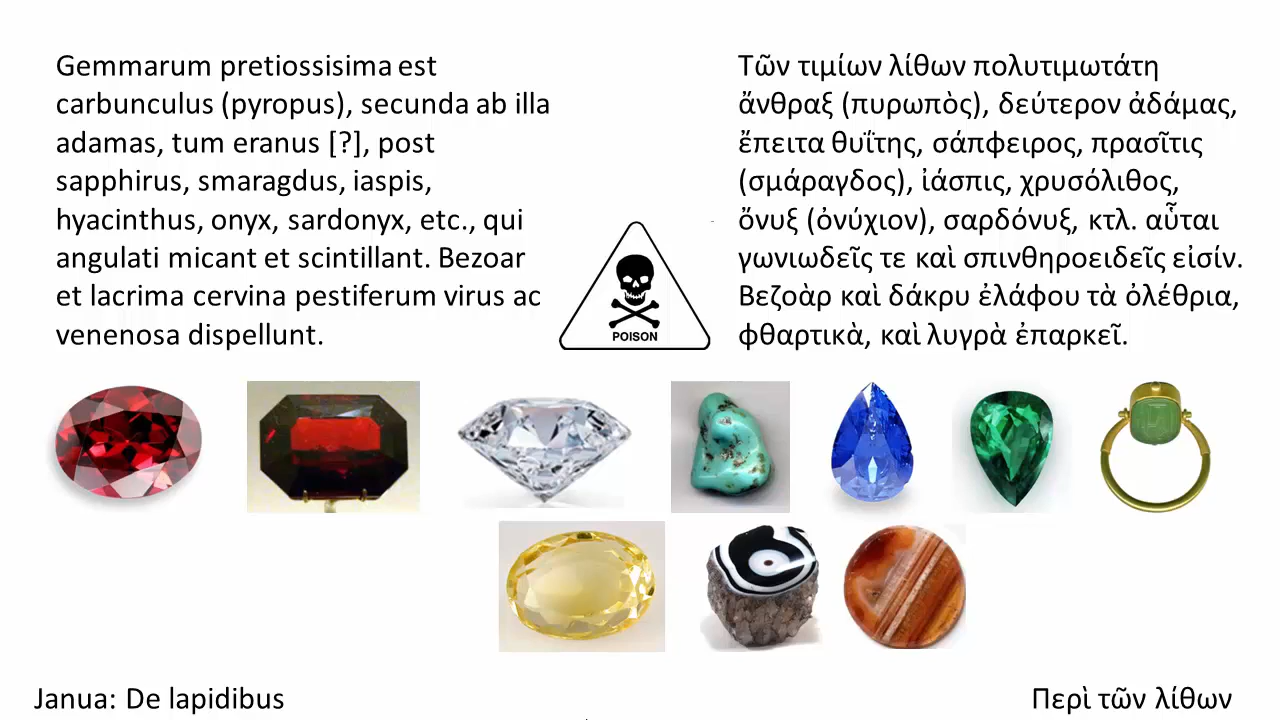 Gemmarum pretiossisima est
carbunculus (pyropus), secunda ab illa
adamas, tum eranus [?], post
sapphirus, smaragdus, iaspis,
hyacinthus, onyx, sardonyx, etc., qui
angulati micant et scintillant. Bezoar
et lacrima cervina pestiferum virus ac
venenosa dispellunt.
Τῶν τιμίων λίθων πολυτιμωτάτη
ἄνθραξ (πυρωπὸς), δεύτερον ἀδάμας,
ἔπειτα θυΐτης, σάπφειρος, πρασῖτις
(σμάραγδος), ἰάσπις, χρυσόλιθος,
ὄνυξ (ὀνύχιον), σαρδόνυξ, κτλ. αὗται
γωνιωδεῖς τε καὶ σπινθηροειδεῖς εἰσίν.
Βεζοὰρ καὶ δάκρυ ἐλάφου τὰ ὀλέθρια,
φθαρτικὰ, καὶ λυγρὰ ἐπαρκεῖ.
POISON
Janua: De lapidibus
Περὶ τῶν λίθων